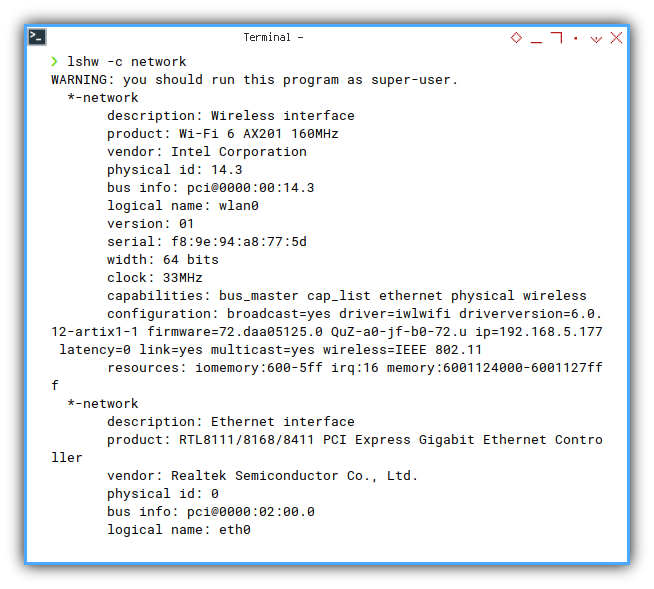 Terminal -
❯ lshw -c network
WARNING: you should run this program as super-user.
  *-network
       description: Wireless interface
       product: Wi-Fi 6 AX201 160MHz
       vendor: Intel Corporation
       physical id: 14.3
       bus info: pci@0000:00:14.3
       logical name: wlan0
       version: 01
       serial: f8:9e:94:a8:77:5d
       width: 64 bits
       clock: 33MHz
       capabilities: bus_master cap_list ethernet physical wireless
       configuration: broadcast=yes driver=iwlwifi driverversion=6.0.
12-artix1-1 firmware=72.daa05125.0 QuZ-a0-jf-b0-72.u ip=192.168.5.177
 latency=0 link=yes multicast=yes wireless=IEEE 802.11
       resources: iomemory:600-5ff irq:16 memory:6001124000-6001127ff
f
  *-network
       description: Ethernet interface
       product: RTL8111/8168/8411 PCI Express Gigabit Ethernet Contro
ller
       vendor: Realtek Semiconductor Co., Ltd.
       physical id: 0
       bus info: pci@0000:02:00.0
       logical name: eth0